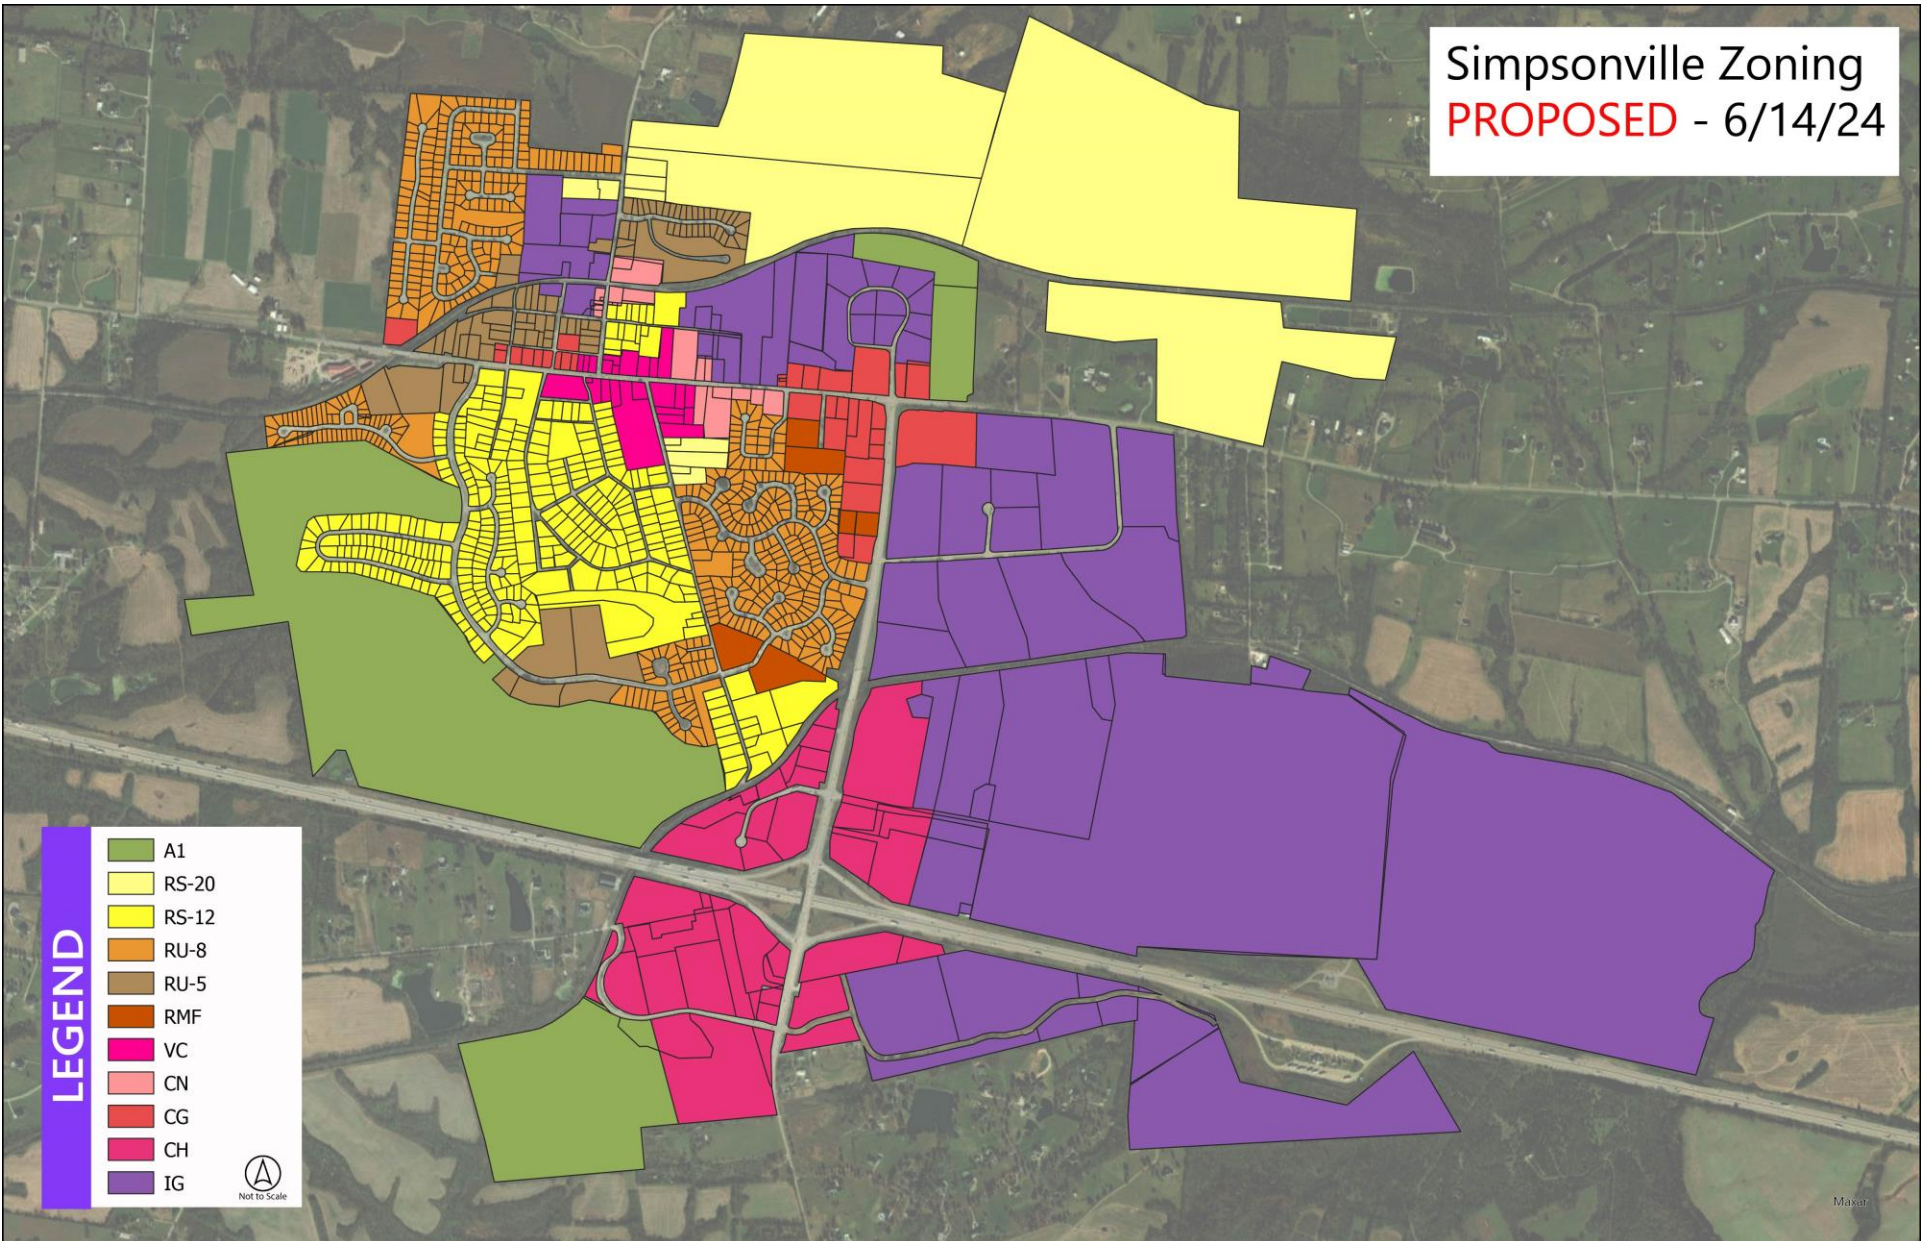 Simpsonville Zoning
PROPOSED - 6/14/24
LEGEND
A1
RS-20
RS-12
RU-8
RU-5
RMF
VC
CN
CG
CH
IG
Not to Scale
Maxar